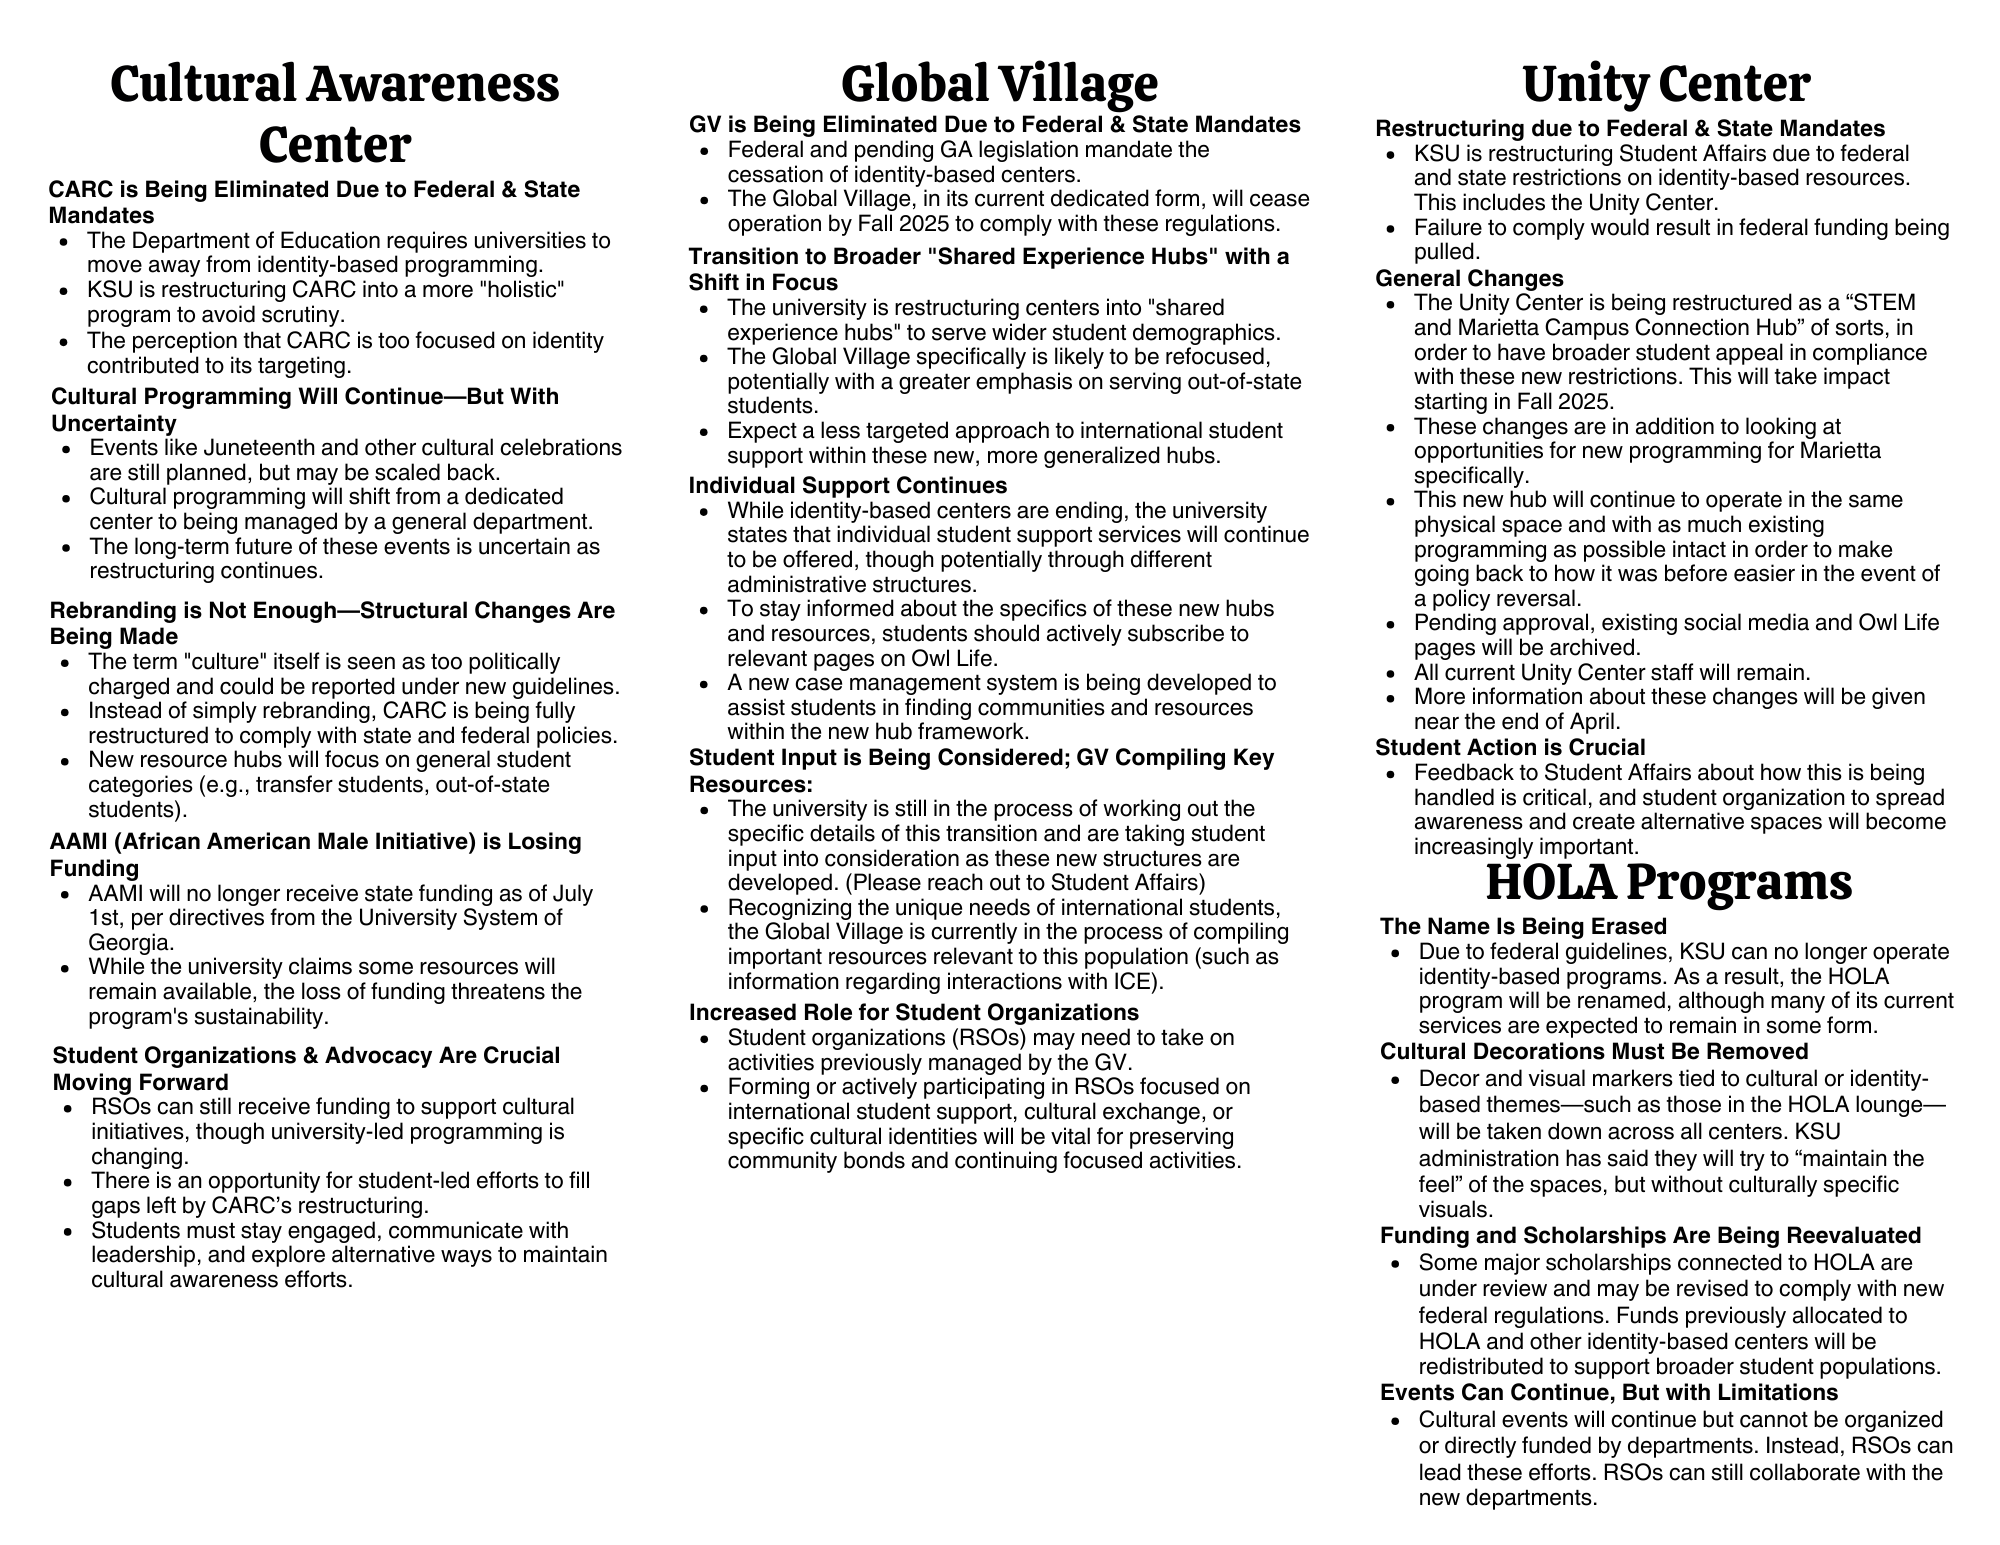 Cultural Awareness
Center
CARC is Being Eliminated Due to Federal & State
Mandates
• The Department of Education requires universities to
move away from identity-based programming.
• KSU is restructuring CARC into a more "holistic"
program to avoid scrutiny.
• The perception that CARC is too focused on identity
contributed to its targeting.
Cultural Programming Will Continue—But With
Uncertainty
• Events like Juneteenth and other cultural celebrations
are still planned, but may be scaled back.
• Cultural programming will shift from a dedicated
center to being managed by a general department.
• The long-term future of these events is uncertain as
restructuring continues.
Rebranding is Not Enough—Structural Changes Are
Being Made
• The term "culture" itself is seen as too politically
charged and could be reported under new guidelines.
• Instead of simply rebranding, CARC is being fully
restructured to comply with state and federal policies.
• New resource hubs will focus on general student
categories (e.g., transfer students, out-of-state
students).
AAMI (African American Male Initiative) is Losing
Funding
• AAMI will no longer receive state funding as of July
1st, per directives from the University System of
Georgia.
• While the university claims some resources will
remain available, the loss of funding threatens the
program's sustainability.
Student Organizations & Advocacy Are Crucial
Moving Forward
• RSOs can still receive funding to support cultural
initiatives, though university-led programming is
changing.
• There is an opportunity for student-led efforts to fill
gaps left by CARC’s restructuring.
• Students must stay engaged, communicate with
leadership, and explore alternative ways to maintain
cultural awareness efforts.
Global Village
GV is Being Eliminated Due to Federal & State Mandates
• Federal and pending GA legislation mandate the
cessation of identity-based centers.
• The Global Village, in its current dedicated form, will cease
operation by Fall 2025 to comply with these regulations.
Transition to Broader "Shared Experience Hubs" with a
Shift in Focus
• The university is restructuring centers into "shared
experience hubs" to serve wider student demographics.
• The Global Village specifically is likely to be refocused,
potentially with a greater emphasis on serving out-of-state
students.
• Expect a less targeted approach to international student
support within these new, more generalized hubs.
Individual Support Continues
• While identity-based centers are ending, the university
states that individual student support services will continue
to be offered, though potentially through different
administrative structures.
• To stay informed about the specifics of these new hubs
and resources, students should actively subscribe to
relevant pages on Owl Life.
• A new case management system is being developed to
assist students in finding communities and resources
within the new hub framework.
Student Input is Being Considered; GV Compiling Key
Resources:
• The university is still in the process of working out the
specific details of this transition and are taking student
input into consideration as these new structures are
developed. (Please reach out to Student Affairs)
• Recognizing the unique needs of international students,
the Global Village is currently in the process of compiling
important resources relevant to this population (such as
information regarding interactions with ICE).
Increased Role for Student Organizations
• Student organizations (RSOs) may need to take on
activities previously managed by the GV.
• Forming or actively participating in RSOs focused on
international student support, cultural exchange, or
specific cultural identities will be vital for preserving
community bonds and continuing focused activities.
Unity Center
Restructuring due to Federal & State Mandates
• KSU is restructuring Student Affairs due to federal
and state restrictions on identity-based resources.
This includes the Unity Center.
• Failure to comply would result in federal funding being
pulled.
General Changes
• The Unity Center is being restructured as a “STEM
and Marietta Campus Connection Hub” of sorts, in
order to have broader student appeal in compliance
with these new restrictions. This will take impact
starting in Fall 2025.
• These changes are in addition to looking at
opportunities for new programming for Marietta
specifically.
• This new hub will continue to operate in the same
physical space and with as much existing
programming as possible intact in order to make
going back to how it was before easier in the event of
a policy reversal.
• Pending approval, existing social media and Owl Life
pages will be archived.
• All current Unity Center staff will remain.
• More information about these changes will be given
near the end of April.
Student Action is Crucial
• Feedback to Student Affairs about how this is being
handled is critical, and student organization to spread
awareness and create alternative spaces will become
increasingly important.
HOLA Programs
The Name Is Being Erased
• Due to federal guidelines, KSU can no longer operate
identity-based programs. As a result, the HOLA
program will be renamed, although many of its current
services are expected to remain in some form.
Cultural Decorations Must Be Removed
• Decor and visual markers tied to cultural or identity-
based themes—such as those in the HOLA lounge—
will be taken down across all centers. KSU
administration has said they will try to “maintain the
feel” of the spaces, but without culturally specific
visuals.
Funding and Scholarships Are Being Reevaluated
• Some major scholarships connected to HOLA are
under review and may be revised to comply with new
federal regulations. Funds previously allocated to
HOLA and other identity-based centers will be
redistributed to support broader student populations.
Events Can Continue, But with Limitations
• Cultural events will continue but cannot be organized
or directly funded by departments. Instead, RSOs can
lead these efforts. RSOs can still collaborate with the
new departments.